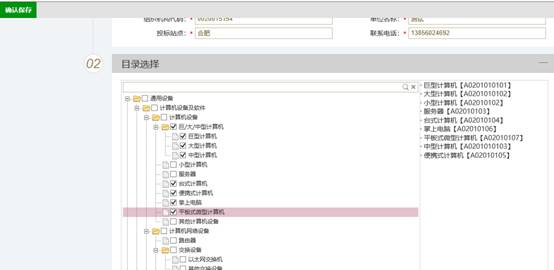 确认保存
组织机构代码： * 0020815194 单位名称： * 测试
投标站点： * 合肥 联系电话： * 13856024692
02 目录选择
通用设备
计算机设备及软件
计算机设备
巨/大/中型计算机
巨型计算机
大型计算机
中型计算机
小型计算机
服务器
台式计算机
便携式计算机
掌上电脑
平板式微型计算机
其他计算机设备
计算机网络设备
路由器
交换设备
以太网交换机
其他交换设备
巨型计算机【A0201010101】
大型计算机【A0201010102】
小型计算机【A02010102】
服务器【A02010103】
台式计算机【A02010104】
掌上电脑【A02010106】
平板式微型计算机【A02010107】
中型计算机【A0201010103】
便携式计算机【A02010105】